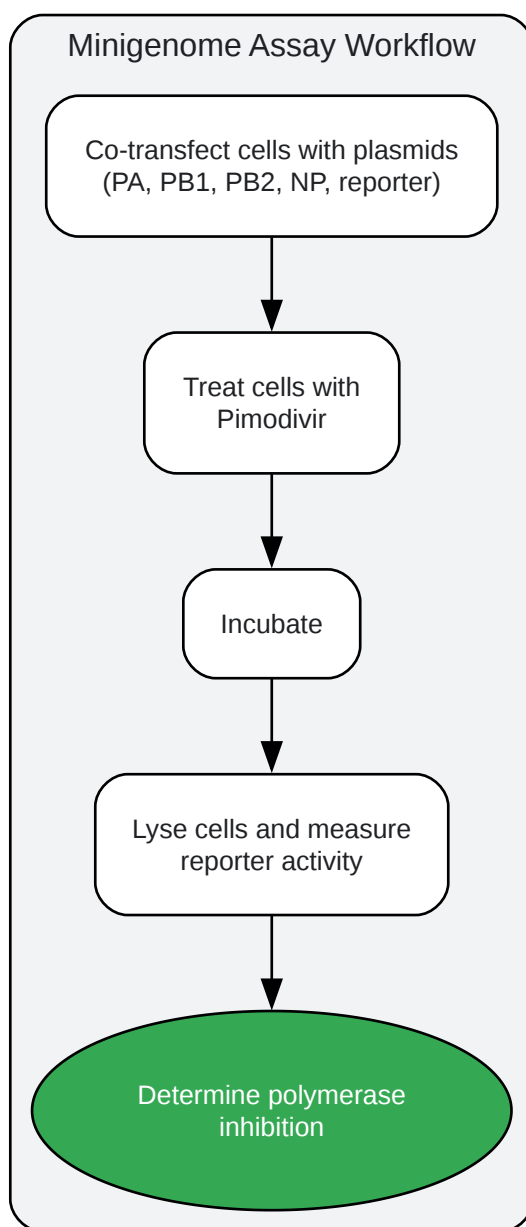 Minigenome Assay Workflow
Co-transfect cells with plasmids
(PA, PB1, PB2, NP, reporter)
Treat cells with
Pimodivir
Incubate
Lyse cells and measure
reporter activity
Determine polymerase
inhibition